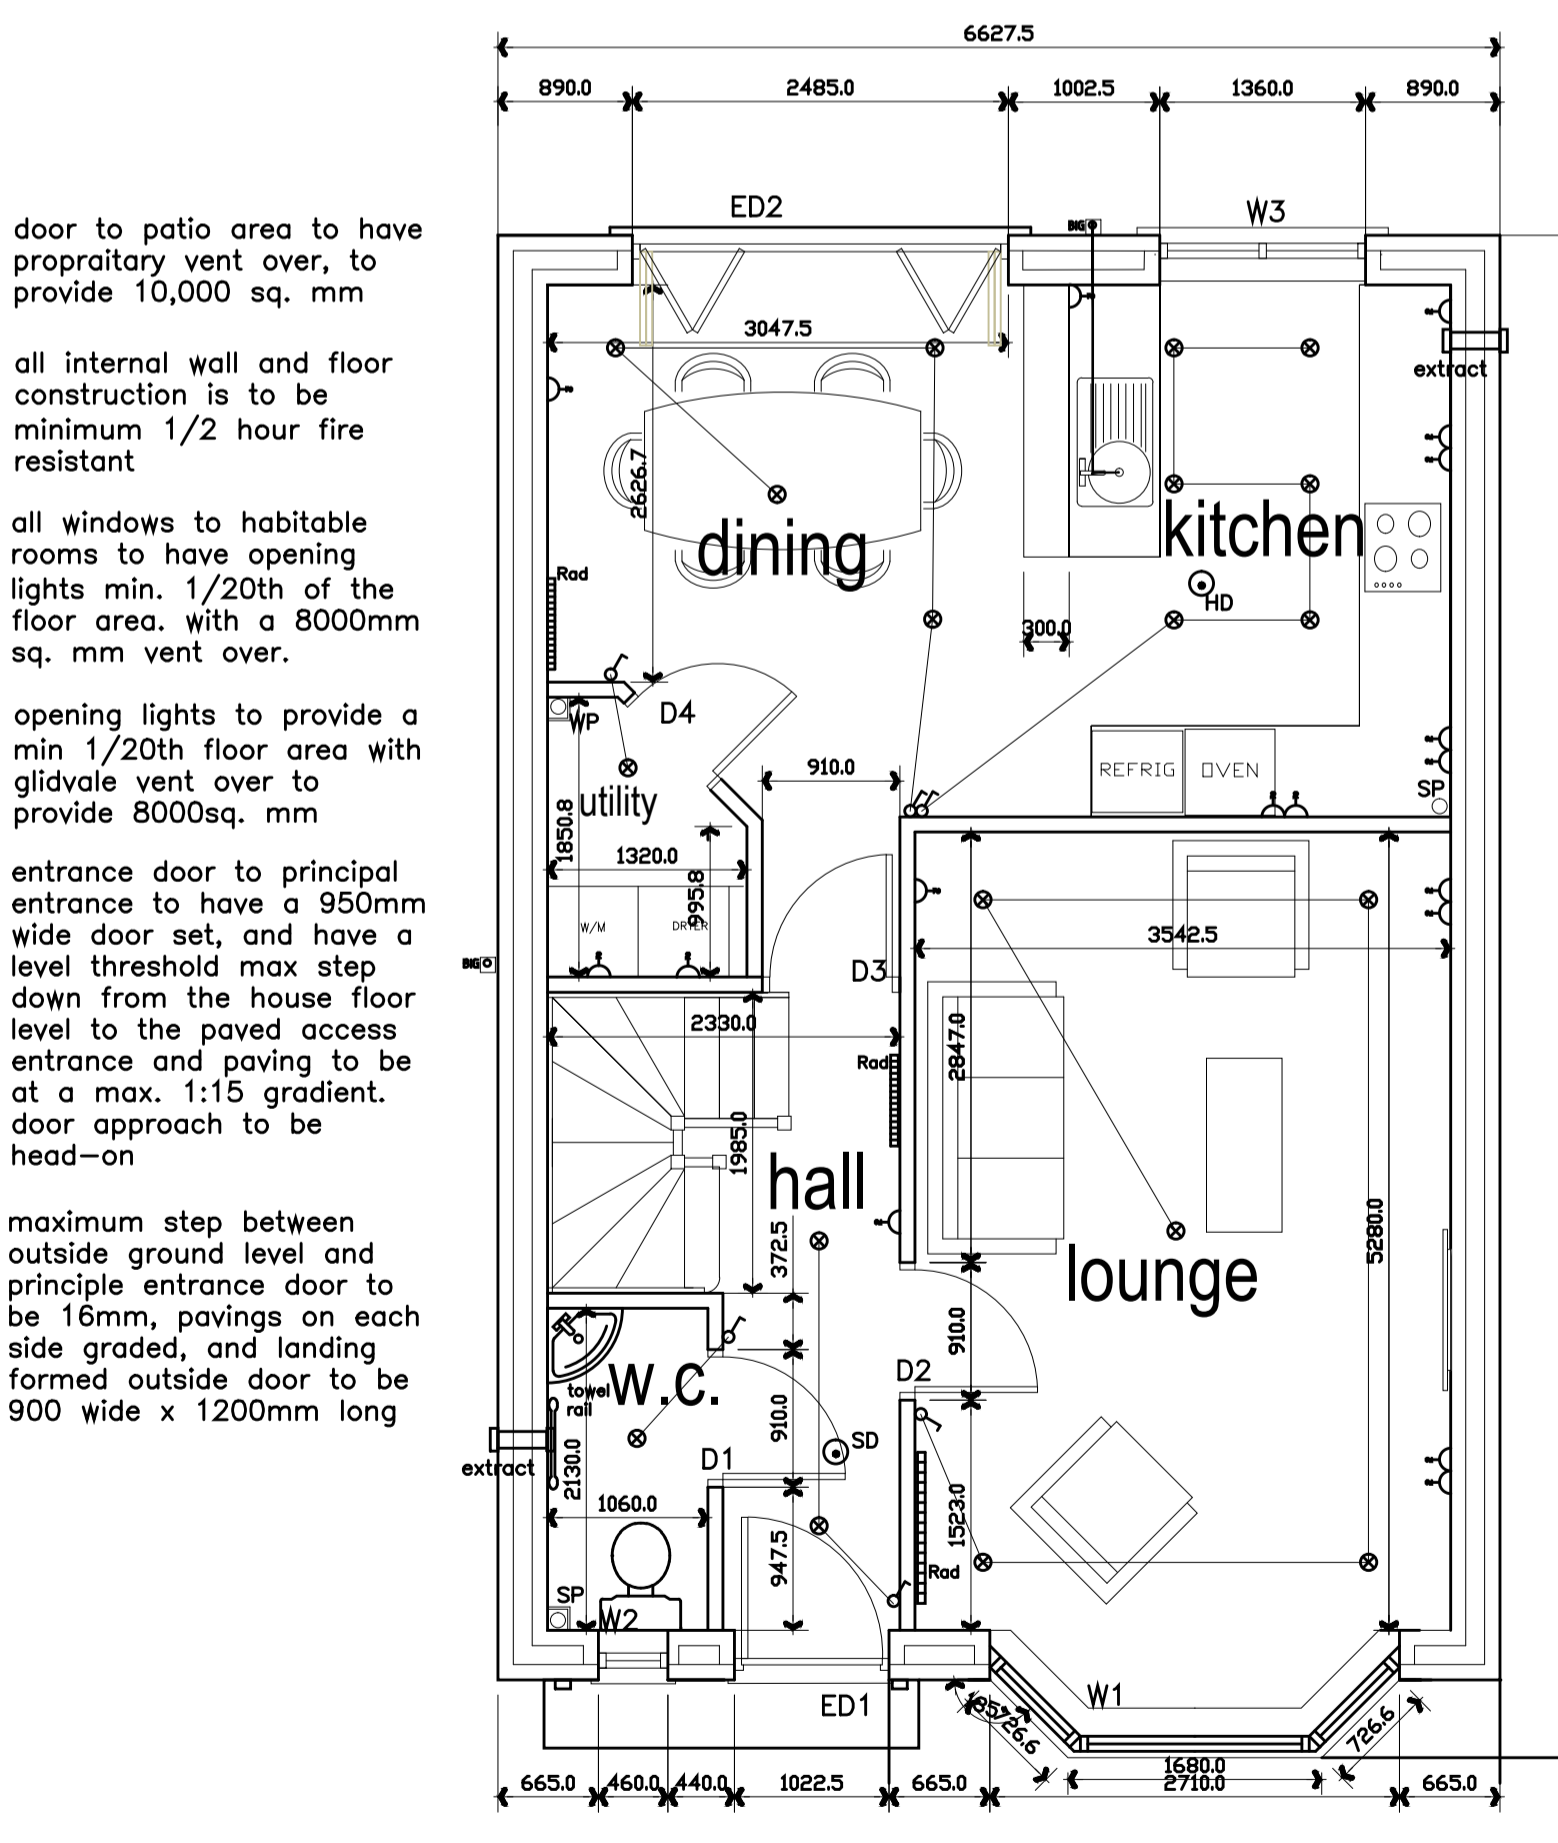 6627.5
890.0 2485.0 1002.5 1360.0 890.0
ED2
W3
BIG
door to patio area to have
propraitary vent over, to
provide 10,000 sq. mm
all internal wall and floor
construction is to be
minimum 1/2 hour fire
resistant
all windows to habitable
rooms to have opening
lights min. 1/20th of the
floor area. with a 8000mm
sq. mm vent over.
opening lights to provide a
min 1/20th floor area with
glidvale vent over to
provide 8000sq. mm
entrance door to principal
entrance to have a 950mm
wide door set, and have a
level threshold max step
down from the house floor
level to the paved access
entrance and paving to be
at a max. 1:15 gradient.
door approach to be
head-on
maximum step between
outside ground level and
principle entrance door to
be 16mm, pavings on each
side graded, and landing
formed outside door to be
900 wide x 1200mm long
3047.5
extract
2626.7
dining
kitchen
Rad
HD
300.0
WP
D4
910.0
REFRIG
OVEN
SP
utility
1850.8
1320.0
995.8
W/M
DRYER
BIG
D3
3542.5
2330.0
2847.0
Rad
1985.0
hall
372.5
lounge
5280.0
910.0
D2
W.C.
towel
rail
910.0
SD
D1
extract
2130.0
1060.0
947.5
1523.0
Rad
SP
W2
ED1
W1
135
726.6
726.6
1680.0
2710.0
665.0 460.0 440.0 1022.5 665.0 665.0